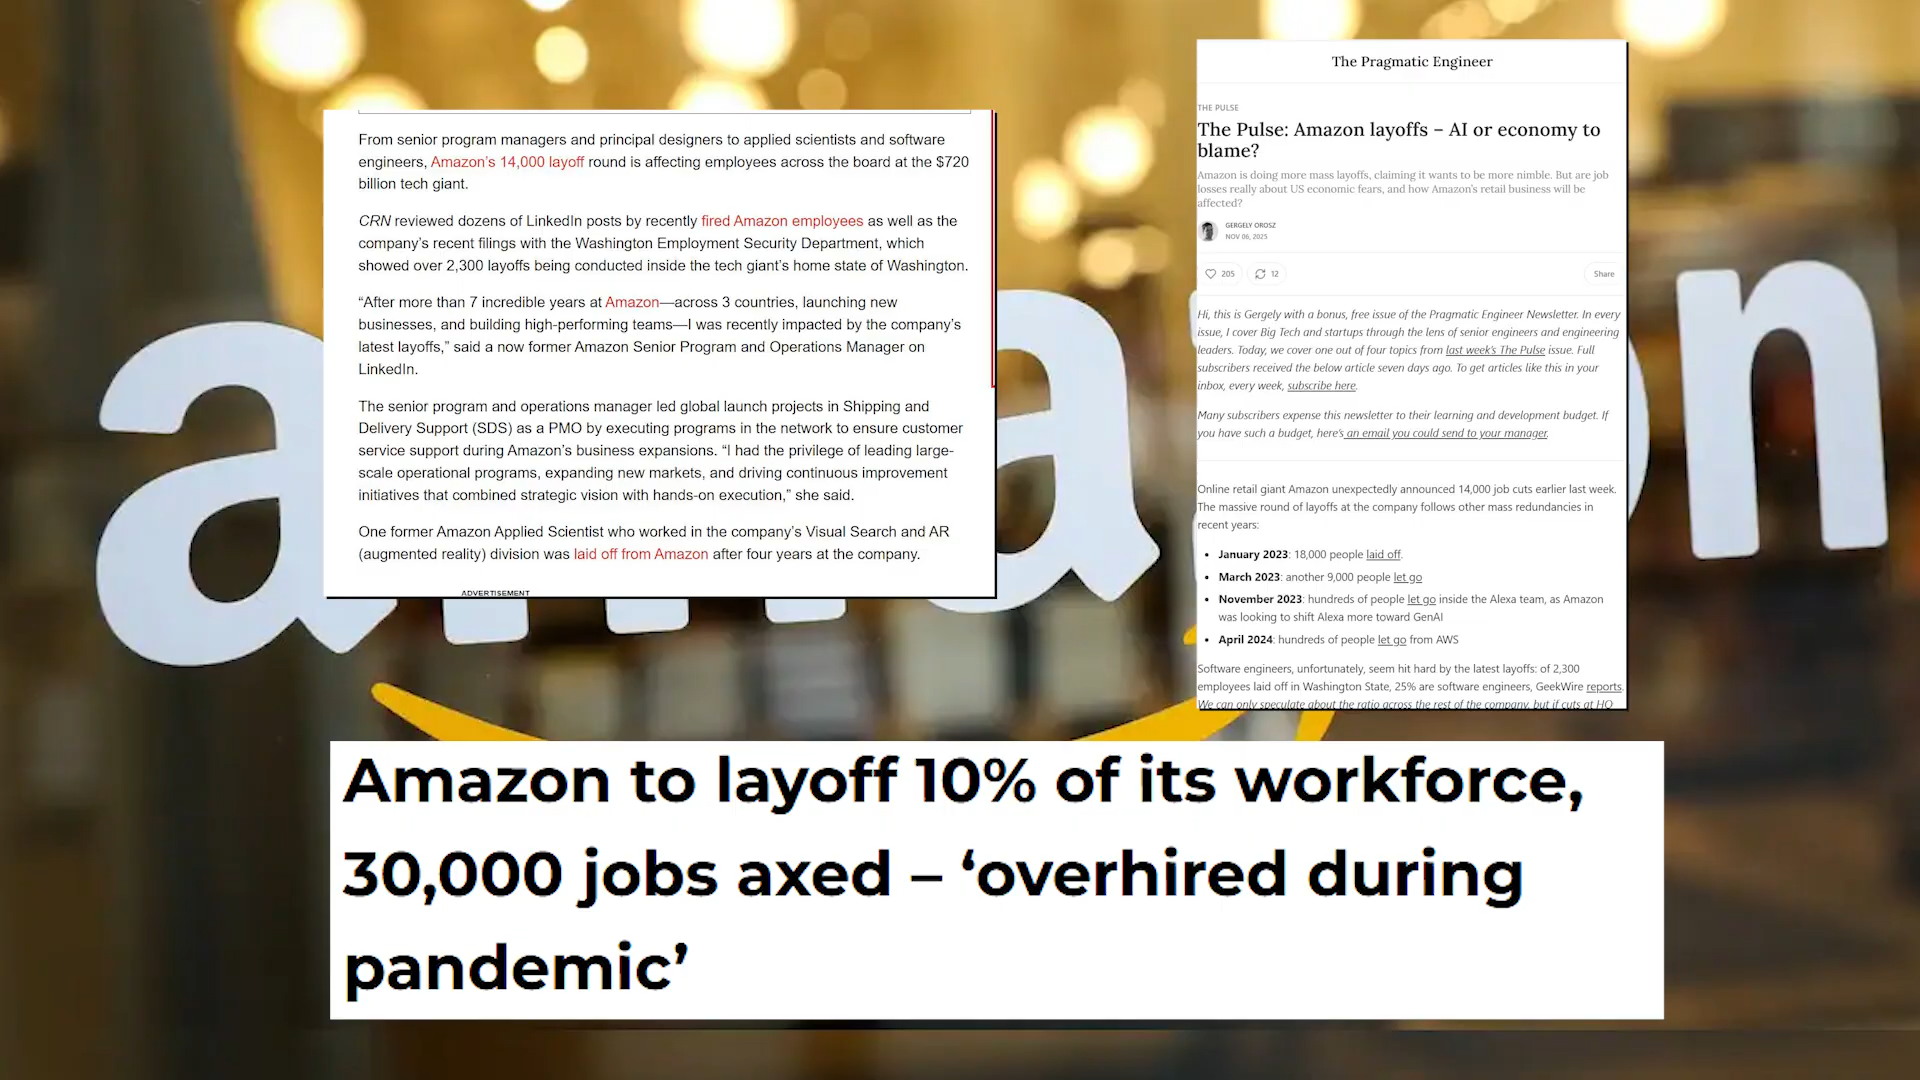 From senior program managers and principal designers to applied scientists and software
engineers, Amazon's 14,000 layoff round is affecting employees across the board at the $720
billion tech giant.
CRN reviewed dozens of LinkedIn posts by recently fired Amazon employees as well as the
company's recent filings with the Washington Employment Security Department, which
showed over 2,300 layoffs being conducted inside the tech giant's home state of Washington.
“After more than 7 incredible years at Amazon—across 3 countries, launching new
businesses, and building high-performing teams—I was recently impacted by the company's
latest layoffs,” said a now former Amazon Senior Program and Operations Manager on
LinkedIn.
The senior program and operations manager led global launch projects in Shipping and
Delivery Support (SDS) as a PMO by executing programs in the network to ensure customer
service support during Amazon's business expansions. “I had the privilege of leading large-
scale operational programs, expanding new markets, and driving continuous improvement
initiatives that combined strategic vision with hands-on execution,” she said.
One former Amazon Applied Scientist who worked in the company's Visual Search and AR
(augmented reality) division was laid off from Amazon after four years at the company.
ADVERTISEMENT
The Pragmatic Engineer
THE PULSE
The Pulse: Amazon layoffs – AI or economy to
blame?
Amazon is doing more mass layoffs, claiming it wants to be more nimble. But are job
losses really about US economic fears, and how Amazon's retail business will be
affected?
GERGELY OROSZ
NOV 06, 2025
205
12
Share
Hi, this is Gergely with a bonus, free issue of the Pragmatic Engineer Newsletter. In every
issue, I cover Big Tech and startups through the lens of senior engineers and engineering
leaders. Today, we cover one out of four topics from last week's The Pulse issue. Full
subscribers received the below article seven days ago. To get articles like this in your
inbox, every week, subscribe here.
Many subscribers expense this newsletter to their learning and development budget. If
you have such a budget, here's an email you could send to your manager.
Online retail giant Amazon unexpectedly announced 14,000 job cuts earlier last week.
The massive round of layoffs at the company follows other mass redundancies in
recent years:
• January 2023: 18,000 people laid off.
• March 2023: another 9,000 people let go
• November 2023: hundreds of people let go inside the Alexa team, as Amazon
was looking to shift Alexa more toward GenAI
• April 2024: hundreds of people let go from AWS
Software engineers, unfortunately, seem hit hard by the latest layoffs: of 2,300
employees laid off in Washington State, 25% are software engineers, GeekWire reports.
We can only speculate about the ratio across the rest of the company, but if cuts at HQ
Amazon to layoff 10% of its workforce,
30,000 jobs axed – ‘overhired during
pandemic’